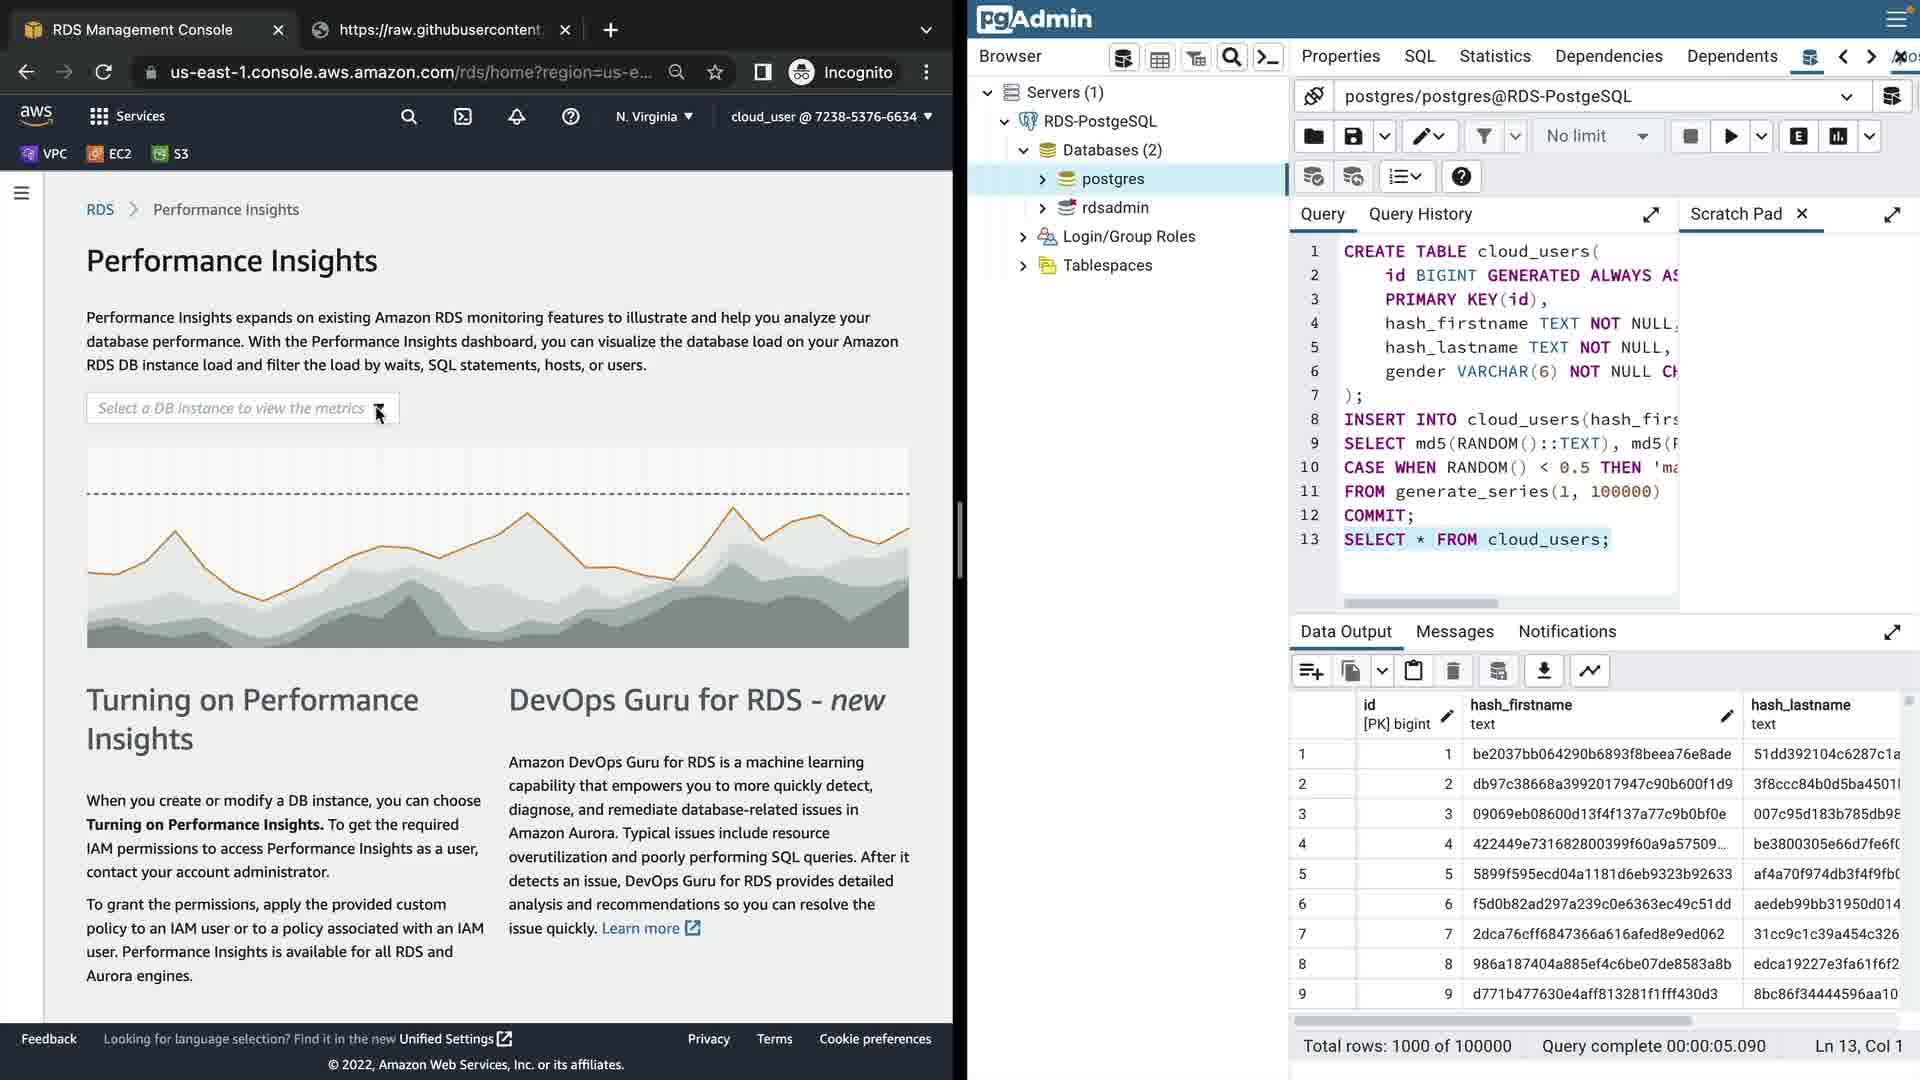 RDS Management Console
https://raw.githubusercontent.
us-east-1.console.aws.amazon.com/rds/home?region=us-e...
Incognito
aws
Services
N. Virginia
cloud_user @ 7238-5376-6634
VPC
EC2
S3
RDS
Performance Insights
Performance Insights
Performance Insights expands on existing Amazon RDS monitoring features to illustrate and help you analyze your
database performance. With the Performance Insights dashboard, you can visualize the database load on your Amazon
RDS DB instance load and filter the load by waits, SQL statements, hosts, or users.
Select a DB instance to view the metrics
Turning on Performance
Insights
When you create or modify a DB instance, you can choose
Turning on Performance Insights. To get the required
IAM permissions to access Performance Insights as a user,
contact your account administrator.
To grant the permissions, apply the provided custom
policy to an IAM user or to a policy associated with an IAM
user. Performance Insights is available for all RDS and
Aurora engines.
DevOps Guru for RDS - new
Amazon DevOps Guru for RDS is a machine learning
capability that empowers you to more quickly detect,
diagnose, and remediate database-related issues in
Amazon Aurora. Typical issues include resource
overutilization and poorly performing SQL queries. After it
detects an issue, DevOps Guru for RDS provides detailed
analysis and recommendations so you can resolve the
issue quickly. Learn more
Feedback
Looking for language selection? Find it in the new Unified Settings
Privacy
Terms
Cookie preferences
© 2022, Amazon Web Services, Inc. or its affiliates.
pgAdmin
Browser
Servers (1)
RDS-PostgeSQL
Databases (2)
postgres
rdsadmin
Login/Group Roles
Tablespaces
Properties
SQL
Statistics
Dependencies
Dependents
postgres/postgres@RDS-PostgeSQL
No limit
E
Query
Query History
Scratch Pad
1 CREATE TABLE cloud_users(
2 id BIGINT GENERATED ALWAYS AS
3 PRIMARY KEY(id),
4 hash_firstname TEXT NOT NULL,
5 hash_lastname TEXT NOT NULL,
6 gender VARCHAR(6) NOT NULL CH
7 );
8 INSERT INTO cloud_users(hash_firs
9 SELECT md5(RANDOM()::TEXT), md5(R
10 CASE WHEN RANDOM() < 0.5 THEN 'ma
11 FROM generate_series(1, 100000)
12 COMMIT;
13 SELECT * FROM cloud_users;
Data Output
Messages
Notifications
id
[PK] bigint
hash_firstname
text
hash_lastname
text
1 1 be2037bb064290b6893f8beea76e8ade 51dd392104c6287c1a
2 2 db97c38668a3992017947c90b600f1d9 3f8ccc84b0d5ba4501
3 3 09069eb08600d13f4f137a77c9b0bf0e 007c95d183b785db98
4 4 422449e731682800399f60a9a57509... be3800305e66d7fe6f0
5 5 5899f595ecd04a1181d6eb9323b92633 af4a70f974db3f4f9fb0
6 6 f5d0b82ad297a239c0e6363ec49c51dd aedeb99bb31950d014
7 7 2dca76cff6847366a616afed8e9ed062 31cc9c1c39a454c326
8 8 986a187404a885ef4c6be07de8583a8b edca19227e3fa61f6f2
9 9 d771b477630e4aff813281f1fff430d3 8bc86f34444596aa10
Total rows: 1000 of 100000
Query complete 00:00:05.090
Ln 13, Col 1